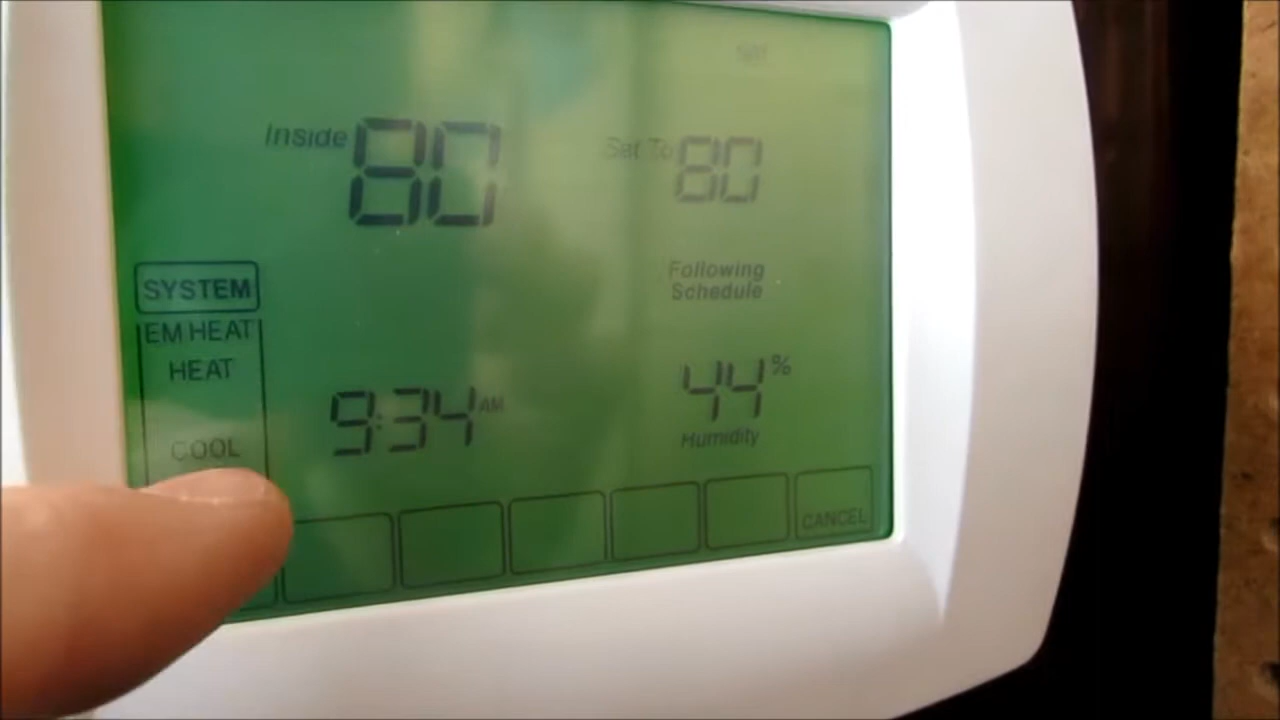 Inside 80
Set To 80
Following
Schedule
SYSTEM
EM HEAT
HEAT
COOL
9:34 AM
44%
Humidity
CANCEL